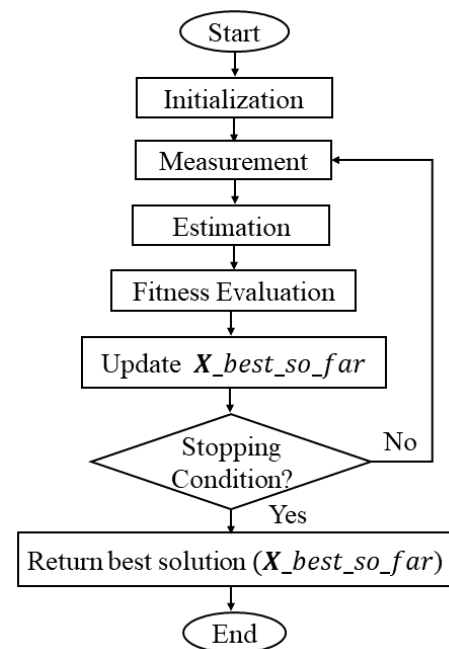 Start
Initialization
Measurement
Estimation
Fitness Evaluation
Update X_best_so_far
Stopping
Condition?
No
Yes
Return best solution (X_best_so_far)
End